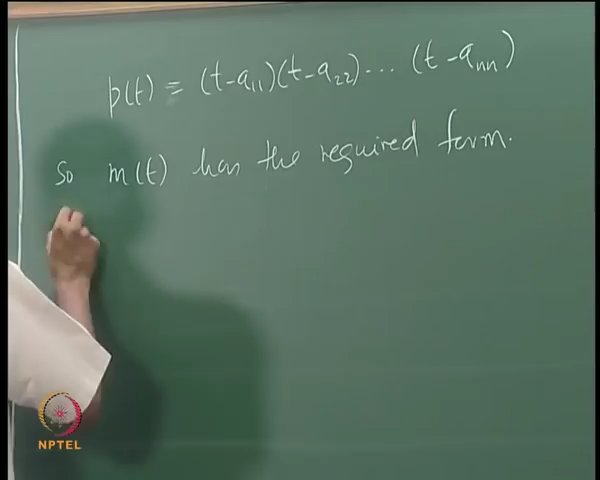 p(t) = (t-a₁₁)(t-a₂₂)... (t-aₙₙ)
So m(t) has the required form.
NPTEL